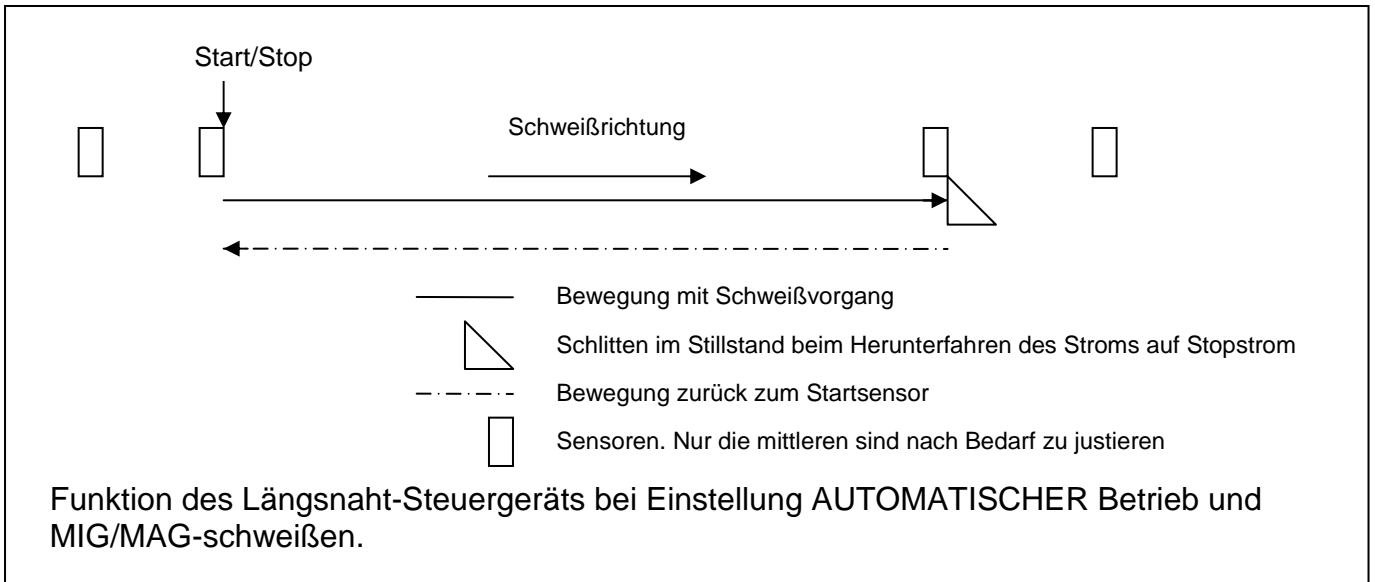 Start/Stop
Schweißrichtung
Bewegung mit Schweißvorgang
Schlitten im Stillstand beim Herunterfahren des Stroms auf Stopstrom
Bewegung zurück zum Startsensor
Sensoren. Nur die mittleren sind nach Bedarf zu justieren
Funktion des Längsnaht-Steuergeräts bei Einstellung AUTOMATISCHER Betrieb und
MIG/MAG-schweißen.